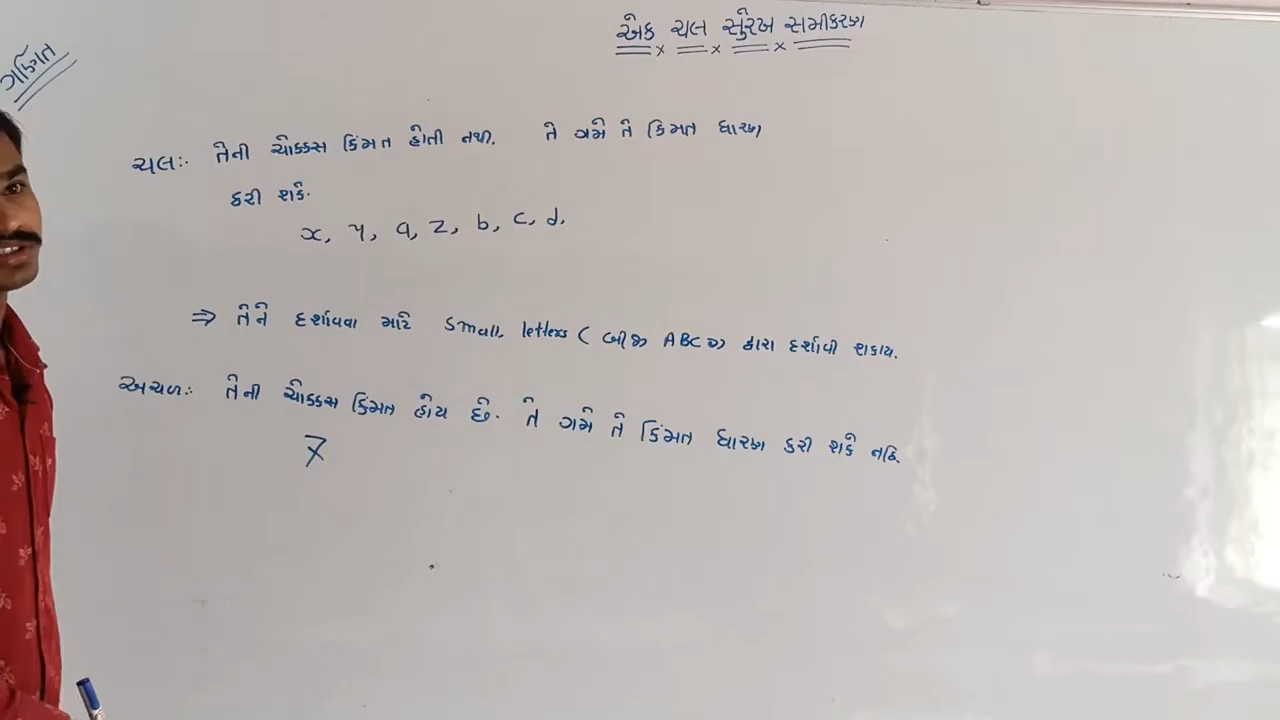 ગણિત
એક ચલ સુરેખ સમીકરણ
ચલ:- તેની ચોક્કસ કિંમત હોતી નથી. તે ગમે તે કિંમત ધારણ
કરી શકે.
x, y, a, z, b, c, d,
⇒ તેને દર્શાવવા માટે small letters ( બીજી ABCD) દ્વારા દર્શાવી શકાય.
અચળ:- તેની ચોક્કસ કિંમત હોય છે. તે ગમે તે કિંમત ધારણ કરી શકે નહિ.
7